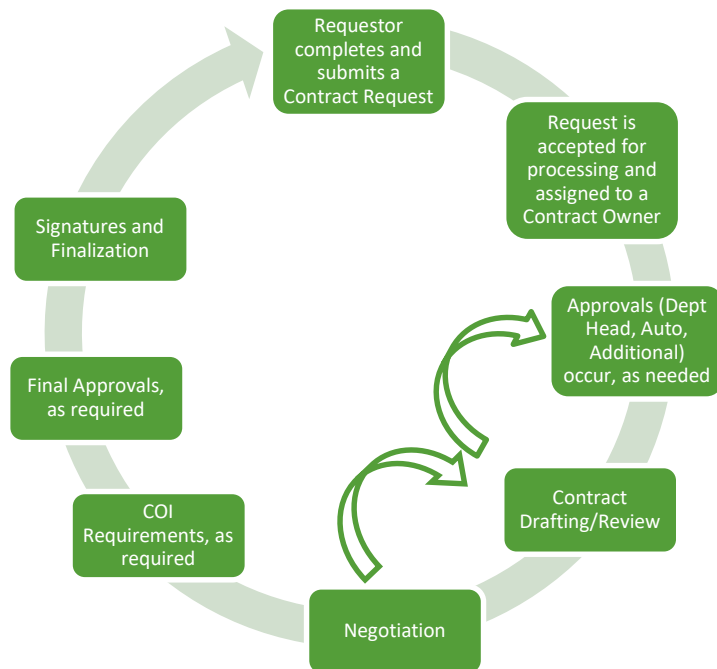 Requestor
completes and
submits a
Contract Request
Request is
accepted for
processing and
assigned to a
Contract Owner
Approvals (Dept
Head, Auto,
Additional)
occur, as needed
Contract
Drafting/Review
Negotiation
COI
Requirements, as
required
Final Approvals,
as required
Signatures and
Finalization